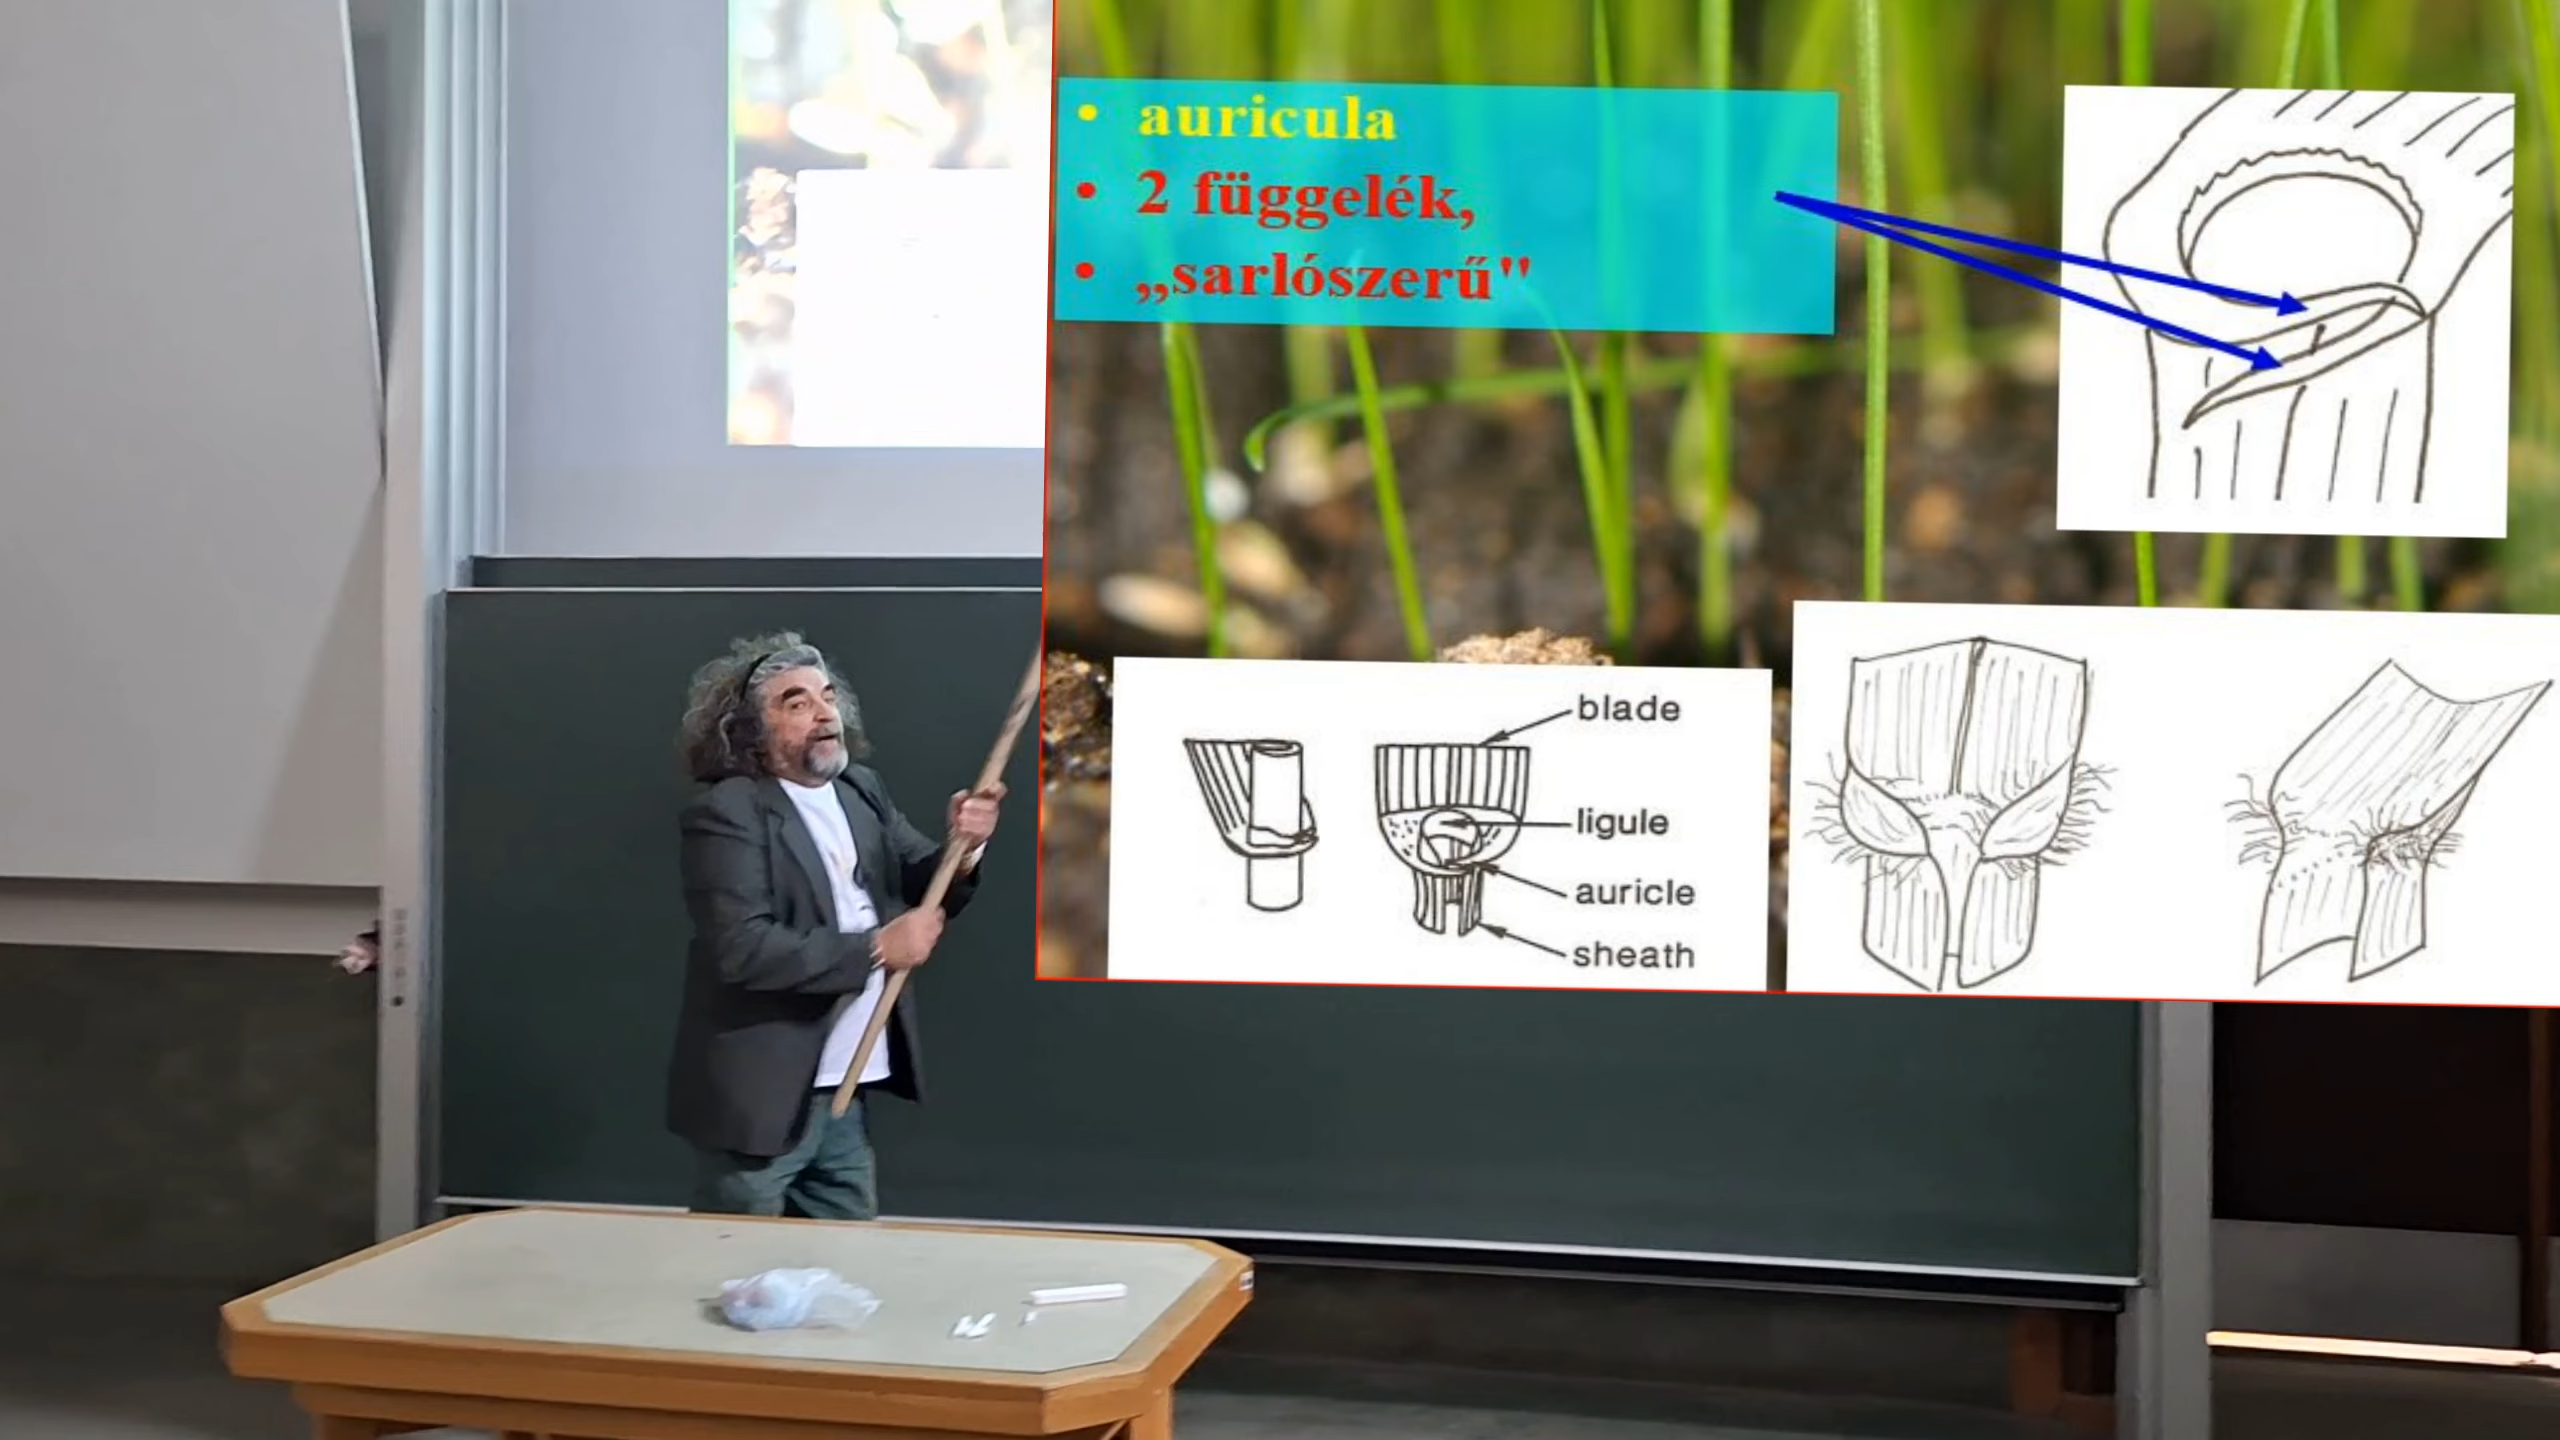 • auricula
• 2 függelék,
• „sarlószerű"
blade
ligule
auricle
sheath